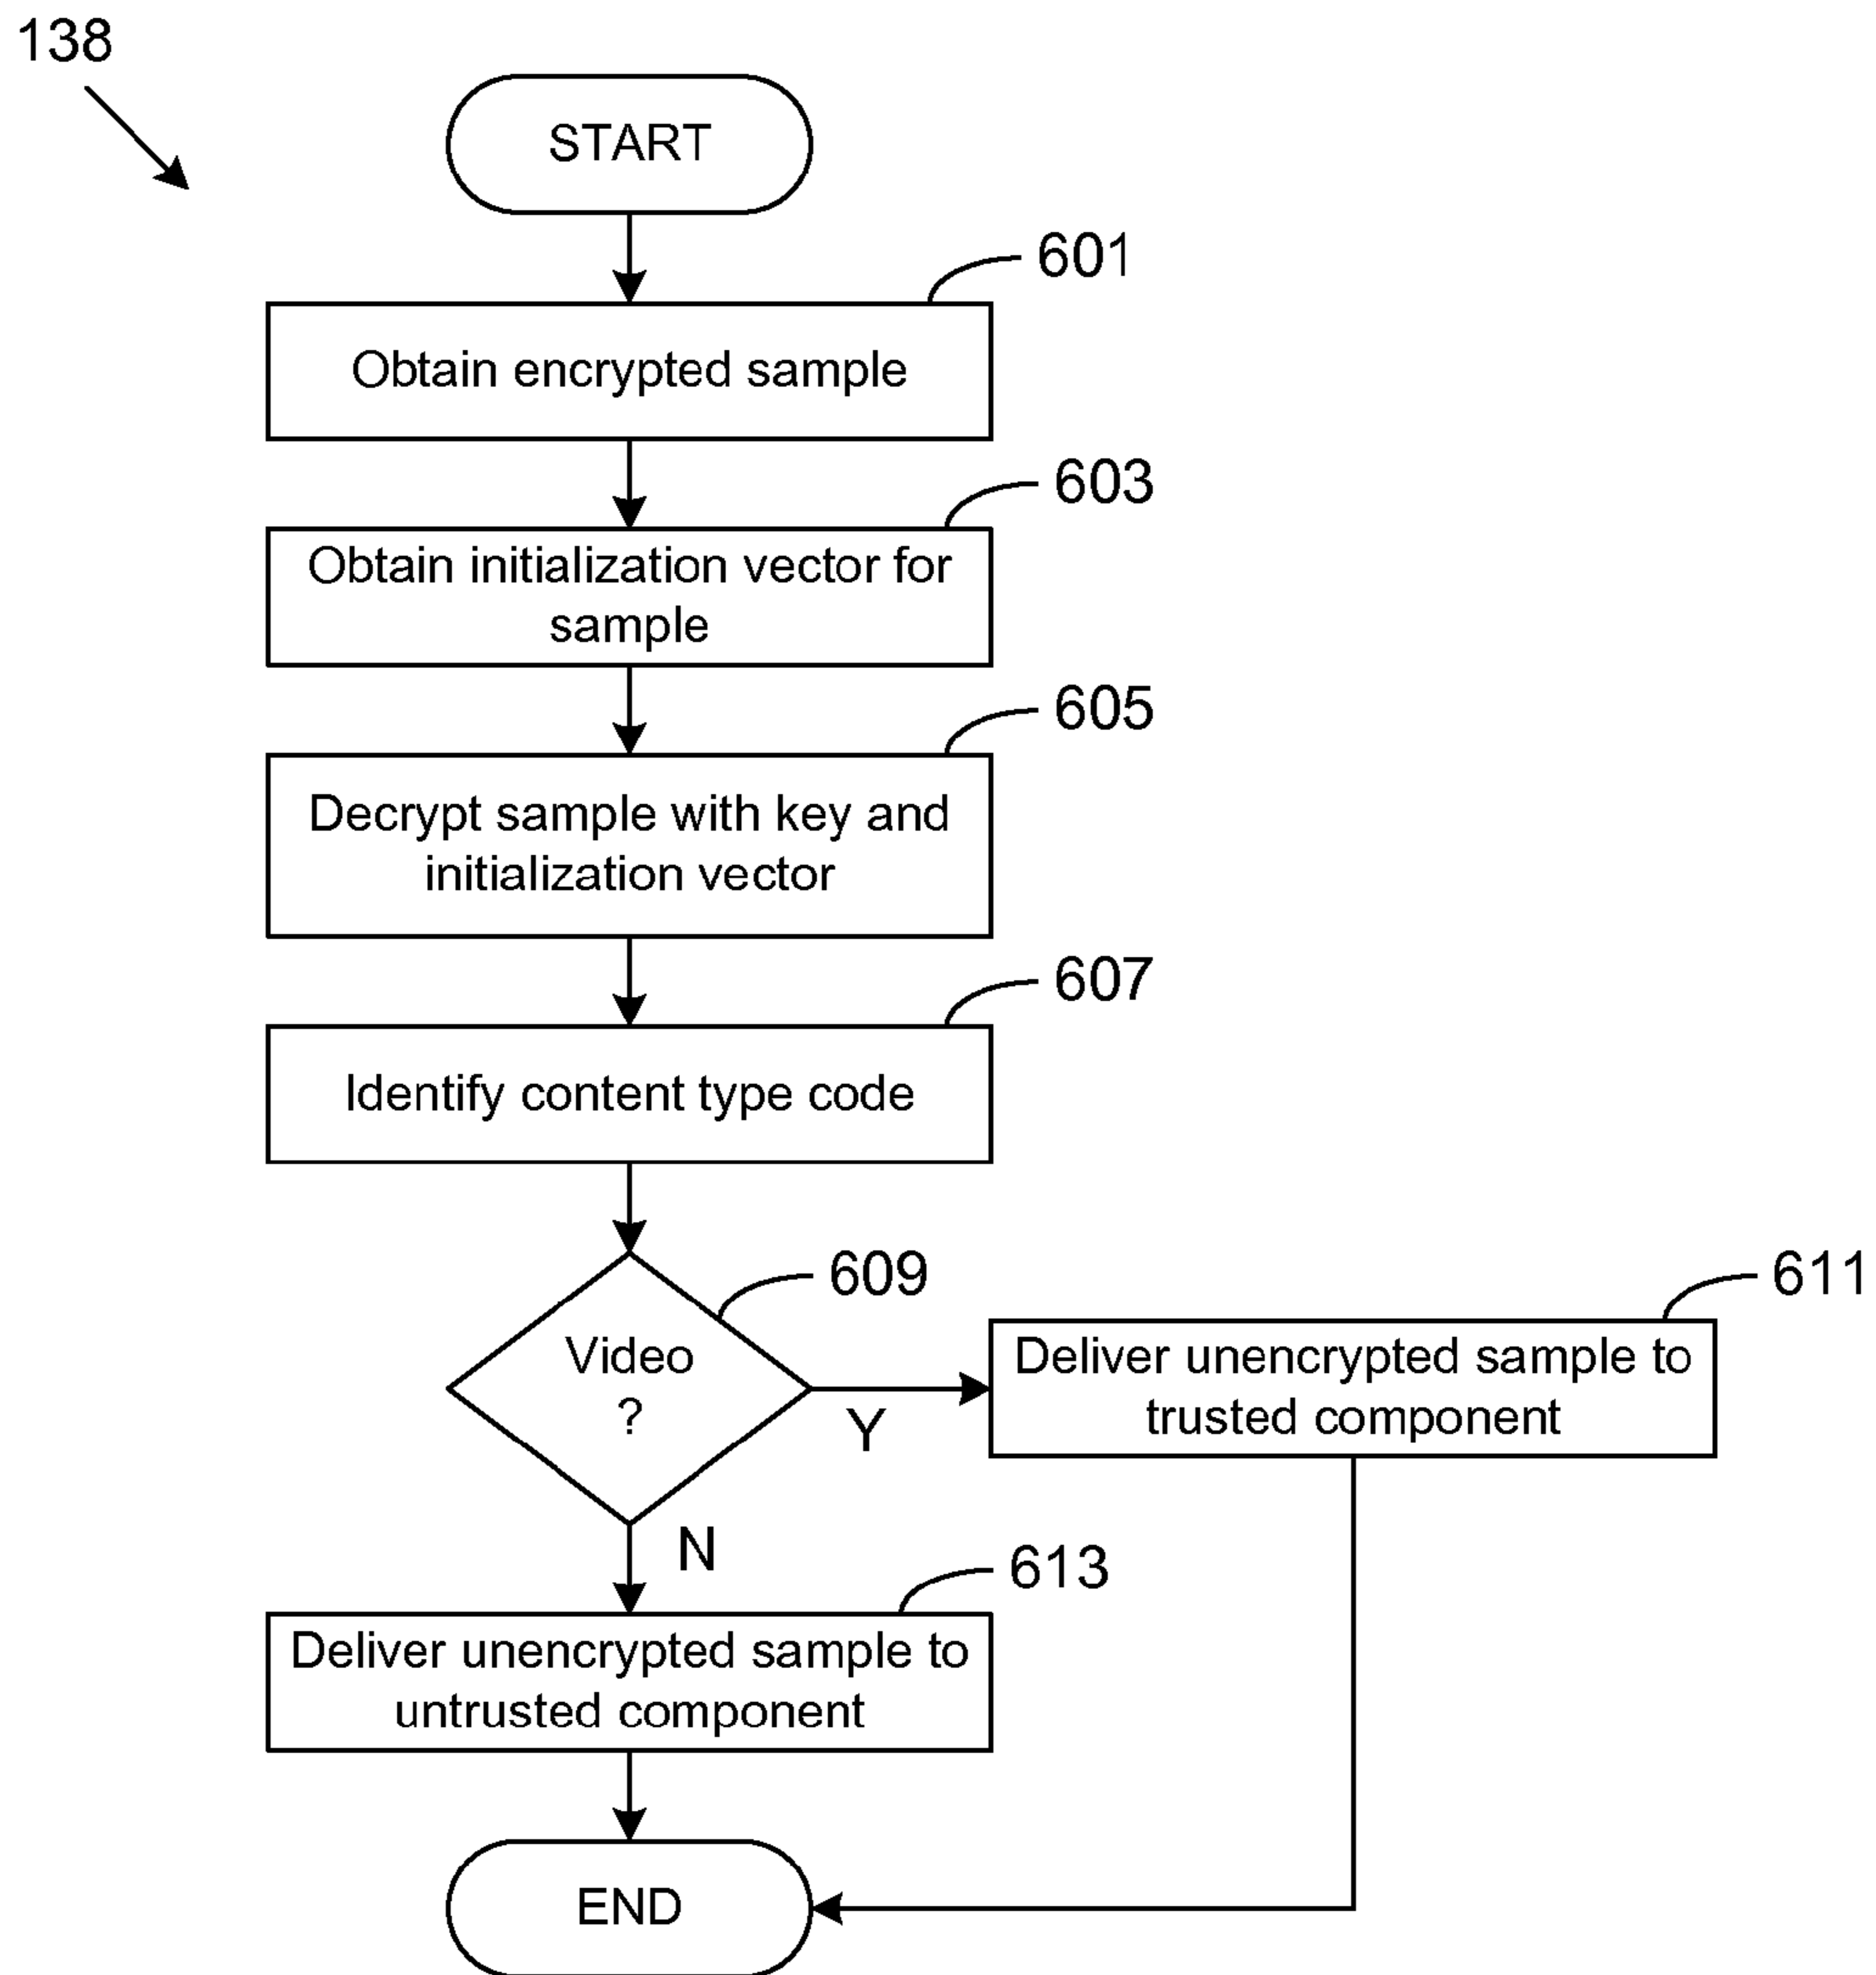 138
START
601
Obtain encrypted sample
603
Obtain initialization vector for
sample
605
Decrypt sample with key and
initialization vector
607
Identify content type code
609
Video
?
Y
611
Deliver unencrypted sample to
trusted component
N
613
Deliver unencrypted sample to
untrusted component
END